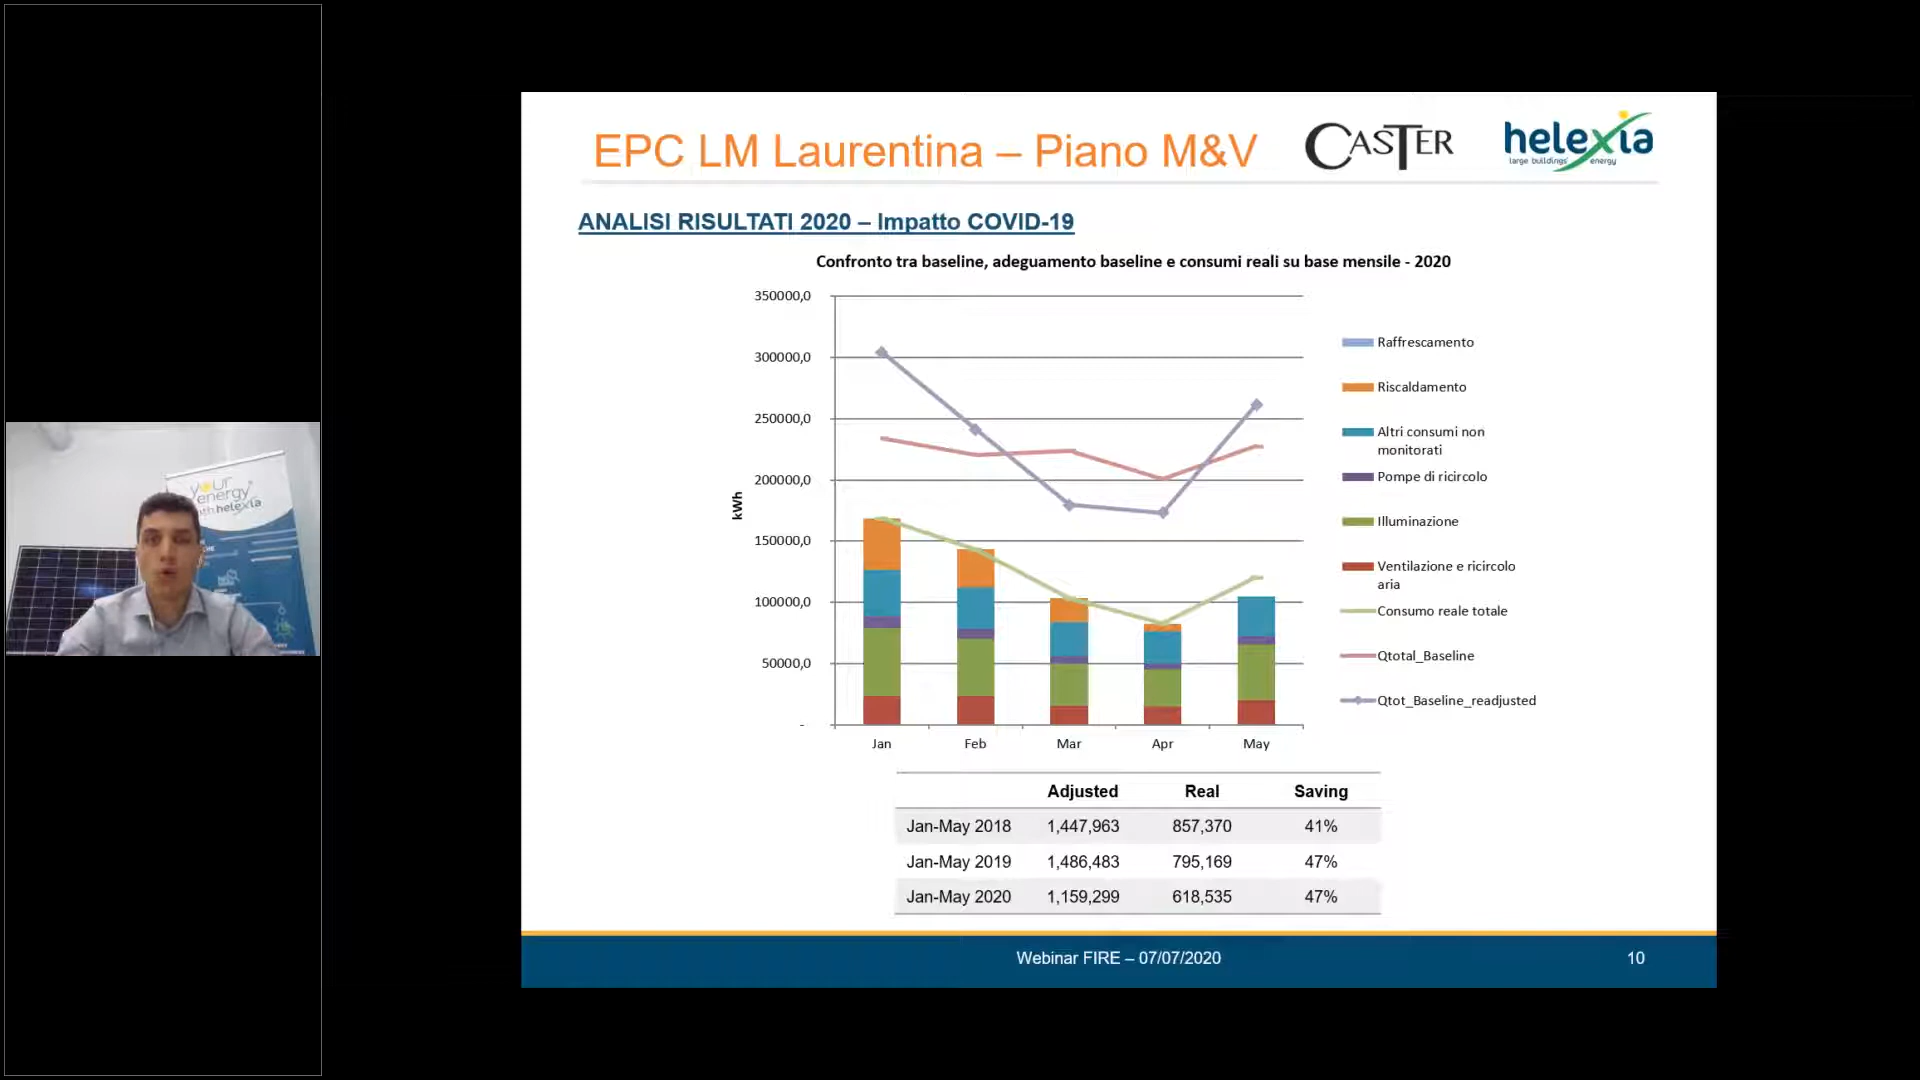 EPC LM Laurentina – Piano M&V
CASTER
helexia
large buildings' energy
ANALISI RISULTATI 2020 – Impatto COVID-19
Confronto tra baseline, adeguamento baseline e consumi reali su base mensile - 2020
350000,0
300000,0
250000,0
200000,0
150000,0
100000,0
50000,0
-
kWh
Jan Feb Mar Apr May
Raffrescamento
Riscaldamento
Altri consumi non
monitorati
Pompe di ricircolo
Illuminazione
Ventilazione e ricircolo
aria
Consumo reale totale
Qtotal_Baseline
Qtot_Baseline_readjusted
Adjusted Real Saving
Jan-May 2018 1,447,963 857,370 41%
Jan-May 2019 1,486,483 795,169 47%
Jan-May 2020 1,159,299 618,535 47%
Webinar FIRE – 07/07/2020
10
your
energy
with helexia